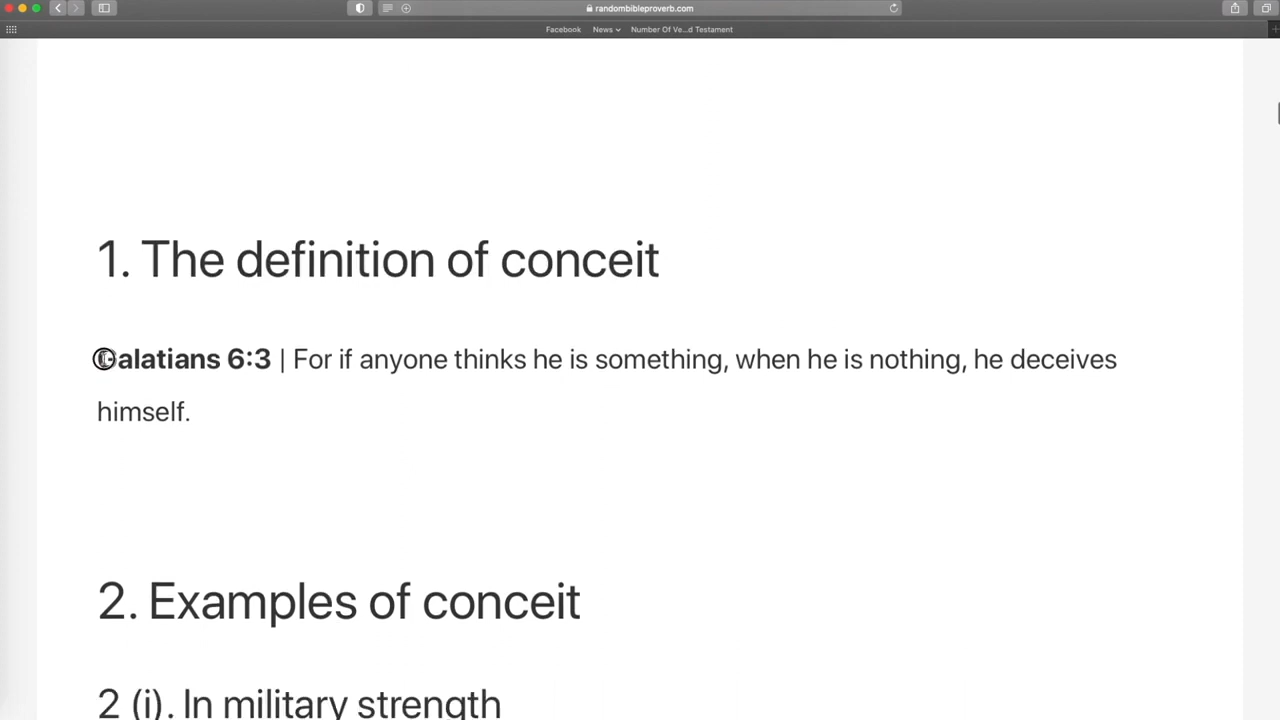 randombibleproverb.com
Facebook News Number Of Ve...d Testament
1. The definition of conceit
Galatians 6:3 | For if anyone thinks he is something, when he is nothing, he deceives
himself.
2. Examples of conceit
2 (i). In military strength